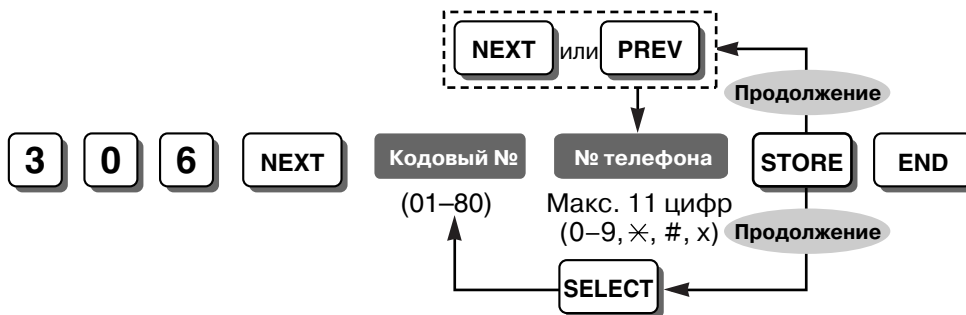 NEXT или PREV
Продолжение
3 0 6 NEXT Кодовый № № телефона STORE END
(01–80) Макс. 11 цифр
(0–9, ✳, #, x) Продолжение
SELECT